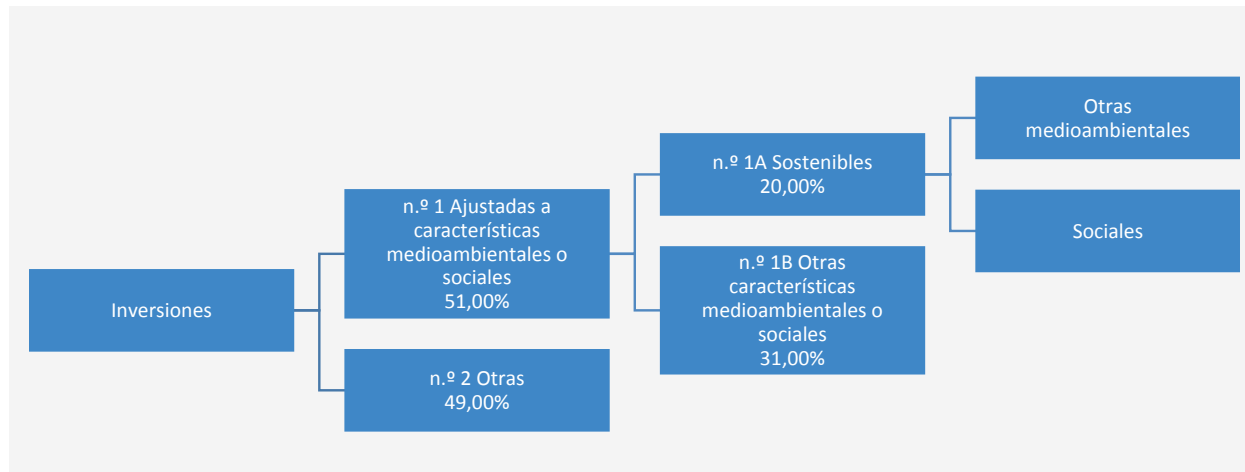 Inversiones
n.º 1 Ajustadas a
características
medioambientales o
sociales
51,00%
n.º 2 Otras
49,00%
n.º 1A Sostenibles
20,00%
n.º 1B Otras
características
medioambientales o
sociales
31,00%
Otras
medioambientales
Sociales